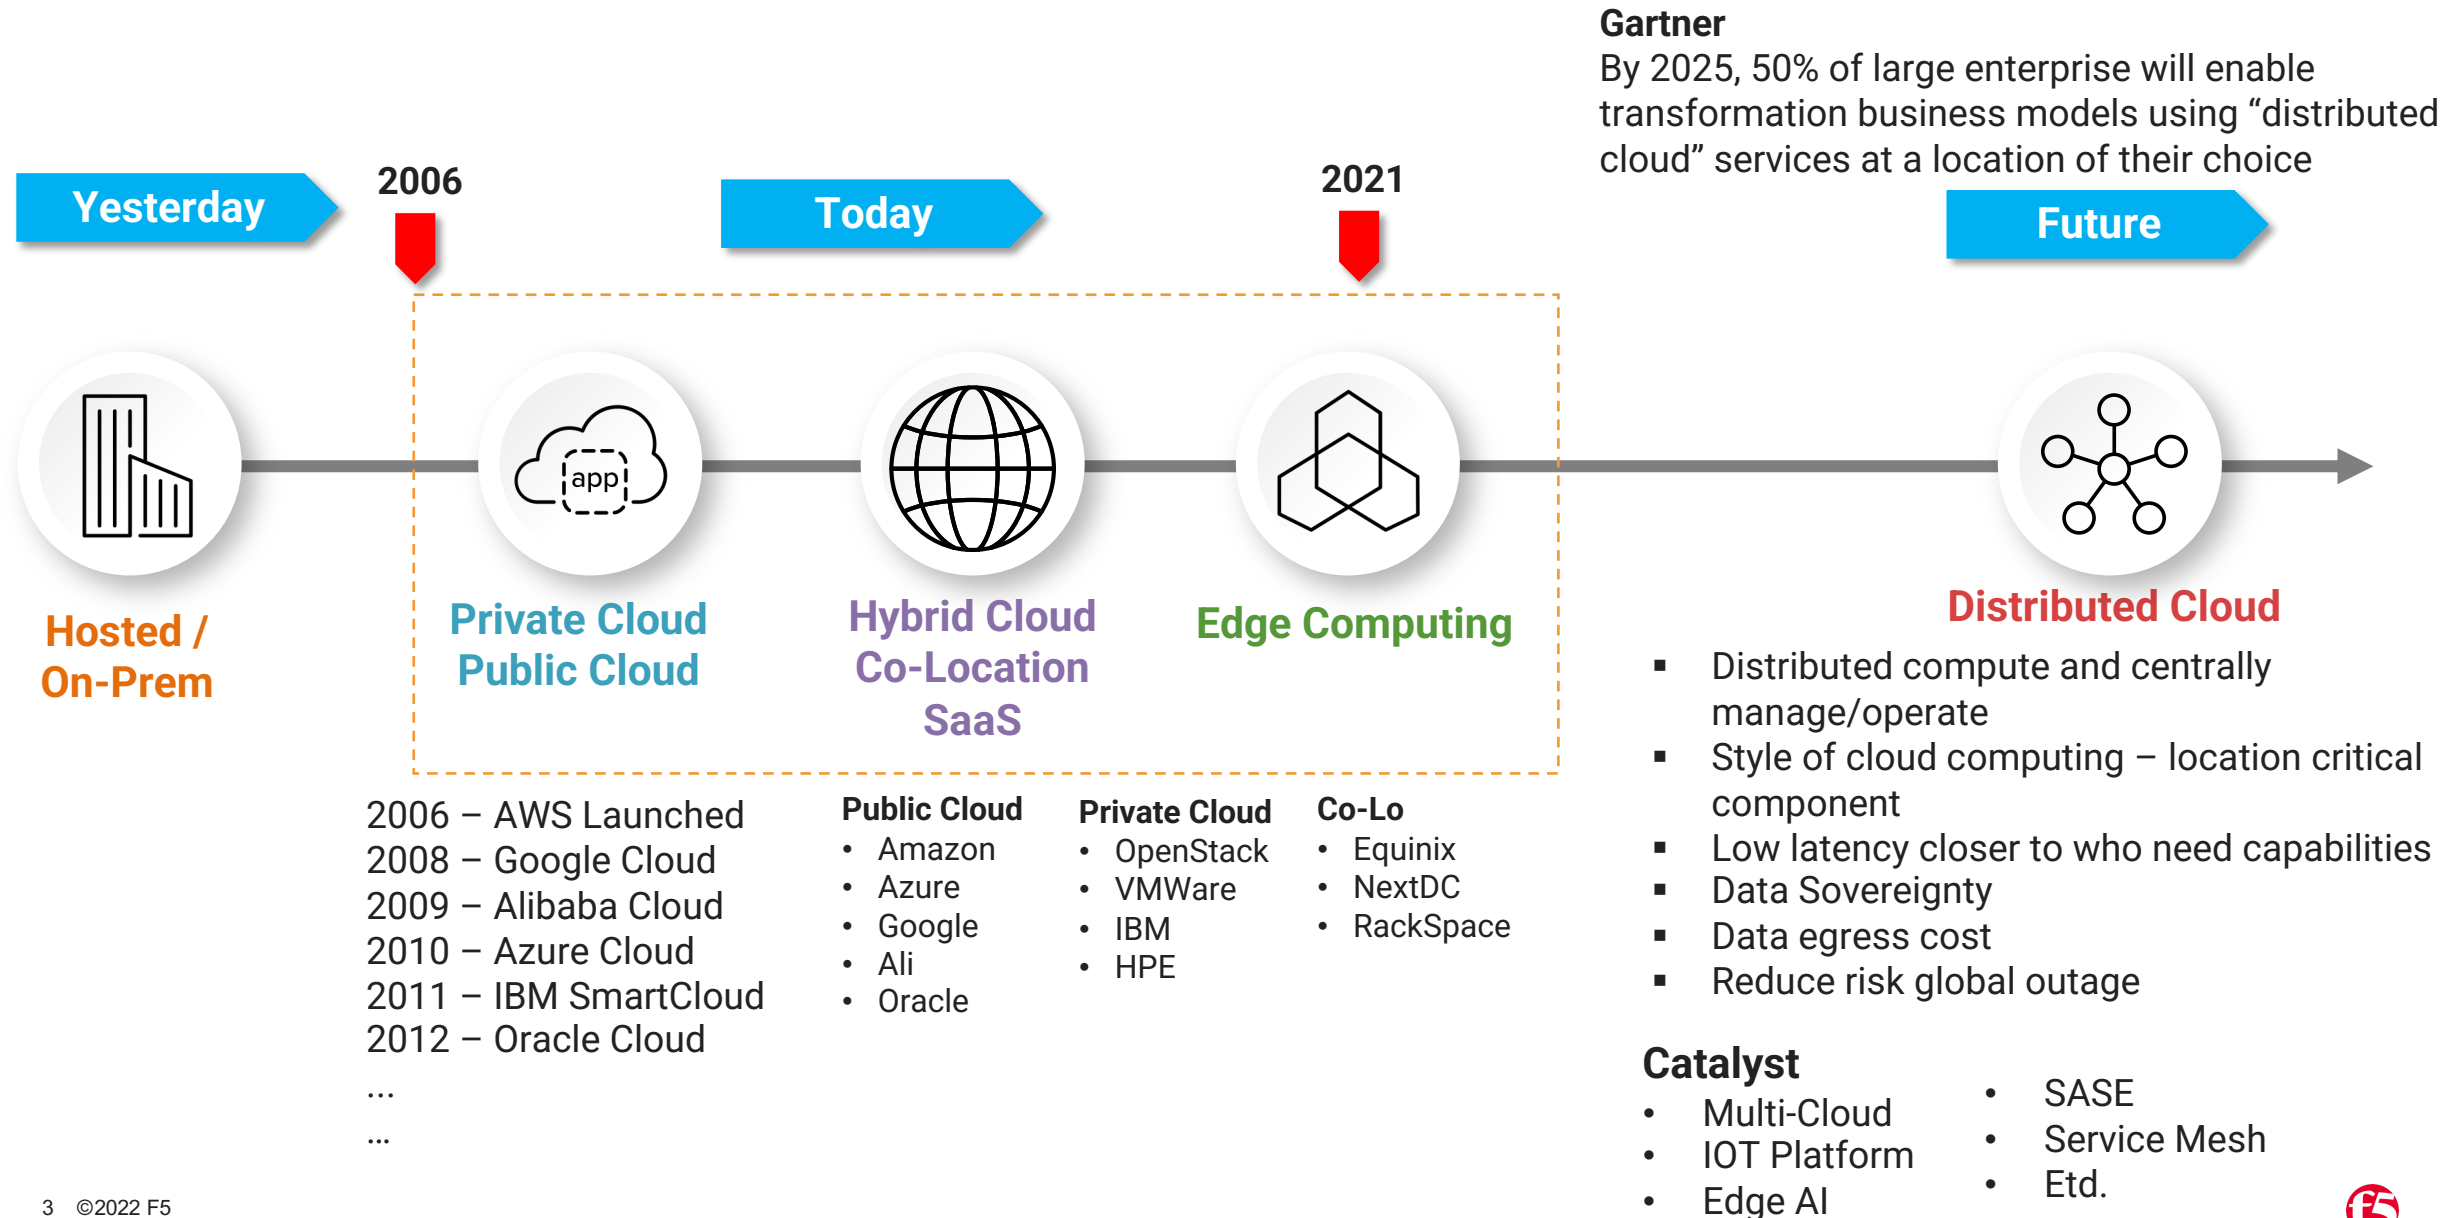 Gartner
By 2025, 50% of large enterprise will enable
transformation business models using “distributed
cloud” services at a location of their choice
Yesterday
2006
Today
2021
Future
app
Hosted /
On-Prem
Private Cloud
Public Cloud
Hybrid Cloud
Co-Location
SaaS
Edge Computing
Distributed Cloud
▪ Distributed compute and centrally
manage/operate
▪ Style of cloud computing – location critical
component
▪ Low latency closer to who need capabilities
▪ Data Sovereignty
▪ Data egress cost
▪ Reduce risk global outage
2006 – AWS Launched
2008 – Google Cloud
2009 – Alibaba Cloud
2010 – Azure Cloud
2011 – IBM SmartCloud
2012 – Oracle Cloud
...
...
Public Cloud
• Amazon
• Azure
• Google
• Ali
• Oracle
Private Cloud
• OpenStack
• VMWare
• IBM
• HPE
Co-Lo
• Equinix
• NextDC
• RackSpace
Catalyst
• Multi-Cloud
• IOT Platform
• Edge AI
• SASE
• Service Mesh
• Etd.
3 ©2022 F5
f5